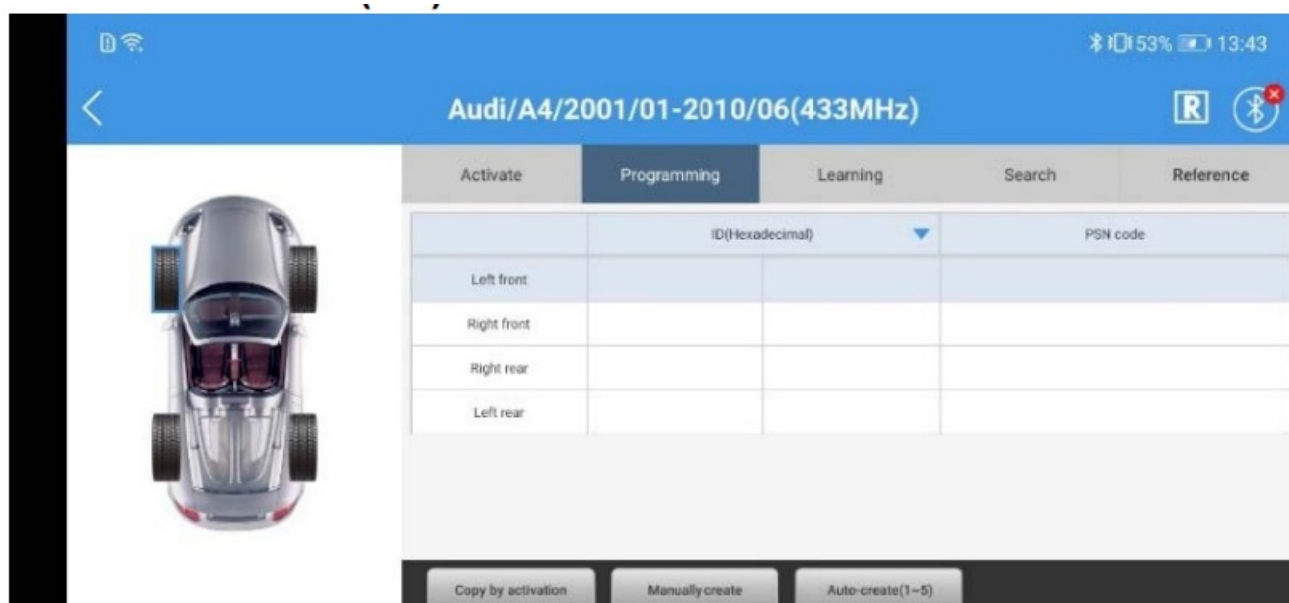 53% 13:43
Audi/A4/2001/01-2010/06(433MHz) R
Activate Programming Learning Search Reference
ID(Hexadecimal) PSN code
Left front
Right front
Right rear
Left rear
Copy by activation Manually create Auto-create(1~5)